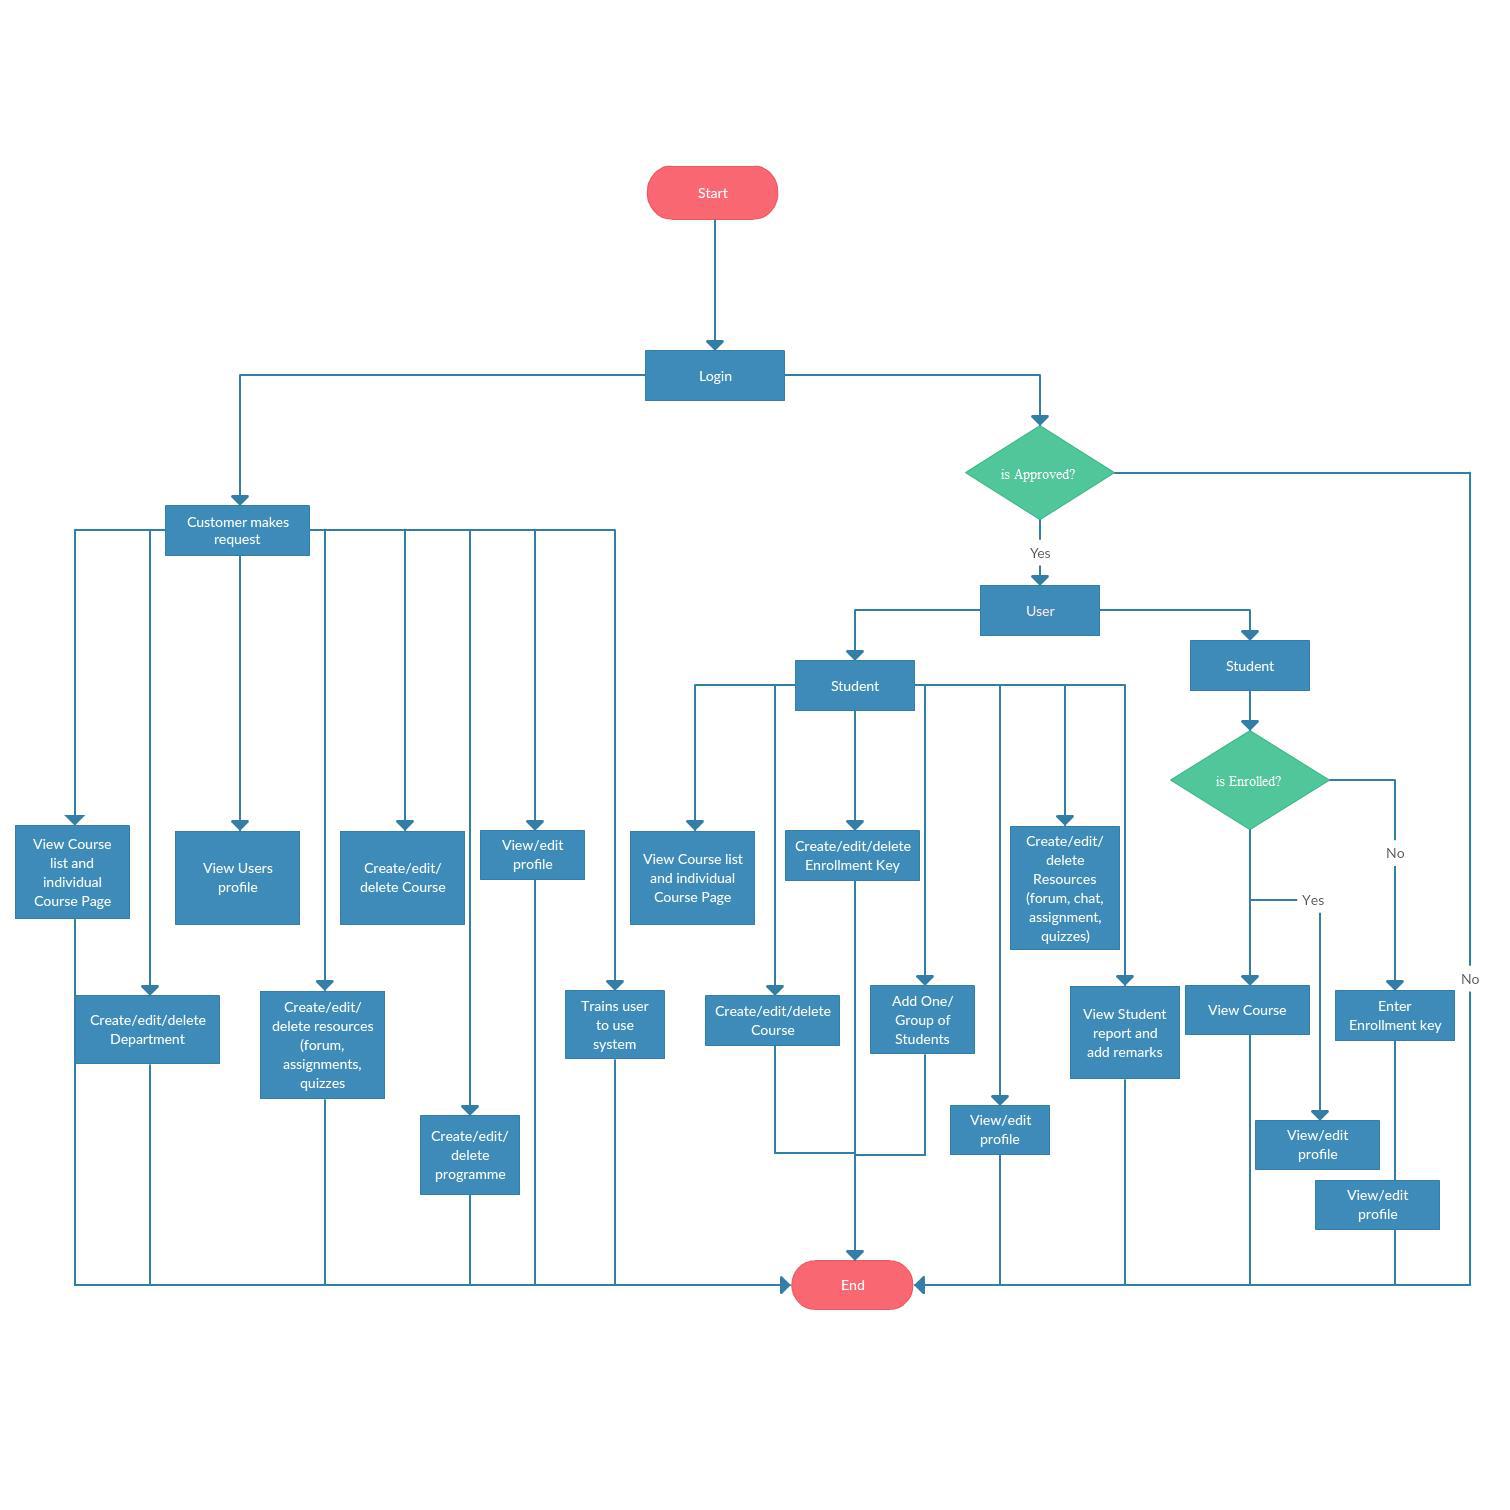 Start
Login
is Approved?
Customer makes
request
Yes
User
Student
Student
is Enrolled?
View Course
list and
individual
Course Page
View Users
profile
Create/edit/
delete Course
View/edit
profile
View Course list
and individual
Course Page
Create/edit/delete
Enrollment Key
Create/edit/
delete
Resources
(forum, chat,
assignment,
quizzes)
No
Yes
No
Create/edit/delete
Department
Create/edit/
delete resources
(forum,
assignments,
quizzes
Trains user
to use
system
Create/edit/delete
Course
Add One/
Group of
Students
View Student
report and
add remarks
View Course
Enter
Enrollment key
Create/edit/
delete
programme
View/edit
profile
View/edit
profile
View/edit
profile
End